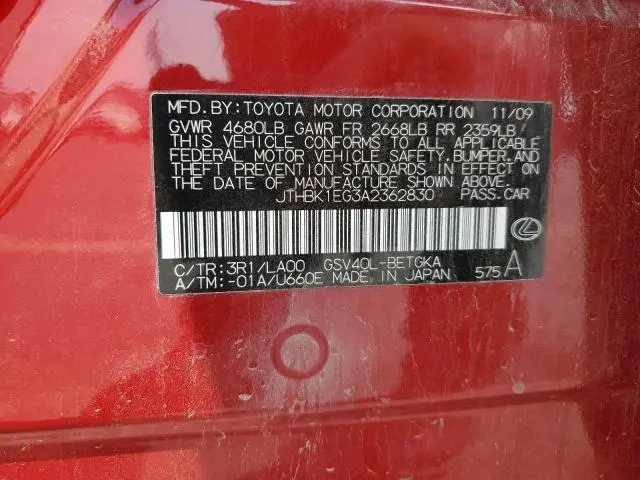 MFD. BY: TOYOTA MOTOR CORPORATION 11/09
GVWR 4680LB GAWR FR 2668LB RR 2359LB
THIS VEHICLE CONFORMS TO ALL APPLICABLE
FEDERAL MOTOR VEHICLE SAFETY, BUMPER, AND
THEFT PREVENTION STANDARDS IN EFFECT ON
THE DATE OF MANUFACTURE SHOWN ABOVE.
JTHBK1EG3A2362830 PASS. CAR
C/TR: 3R1/LA00 GSV40L-BETGKA
A/TM: -01A/U660E MADE IN JAPAN 575 A